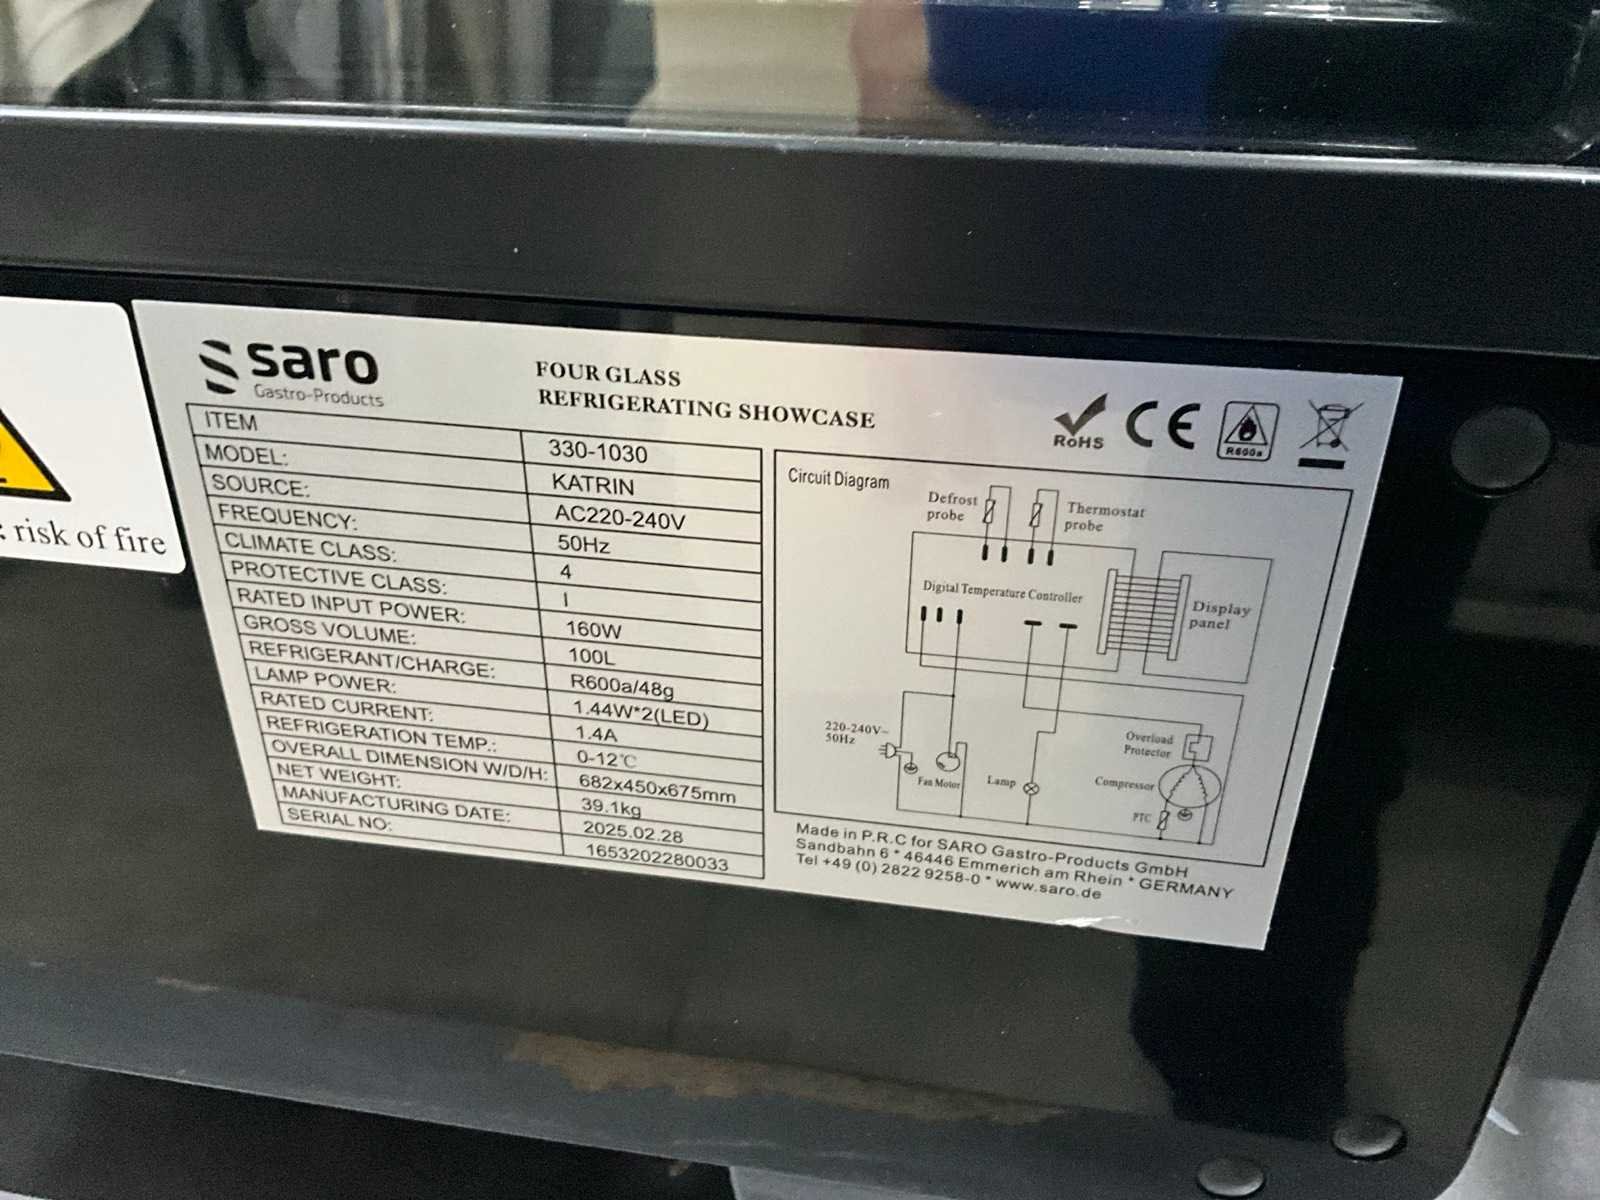 saro
Gastro-Products
FOUR GLASS
REFRIGERATING SHOWCASE
RoHS
CE
R600a
ITEM 330-1030
MODEL: KATRIN
SOURCE: AC220-240V
FREQUENCY: 50Hz
CLIMATE CLASS: 4
PROTECTIVE CLASS: I
RATED INPUT POWER: 160W
GROSS VOLUME: 100L
REFRIGERANT/CHARGE: R600a/48g
LAMP POWER: 1.44W*2(LED)
RATED CURRENT: 1.4A
REFRIGERATION TEMP.: 0-12℃
OVERALL DIMENSION W/D/H: 682x450x675mm
NET WEIGHT: 39.1kg
MANUFACTURING DATE: 2025.02.28
SERIAL NO: 1653202280033
Circuit Diagram
Defrost
probe
Thermostat
probe
Digital Temperature Controller
Display
panel
220-240V~
50Hz
Fan Motor
Lamp
Overload
Protector
Compressor
PTC
Made in P.R.C for SARO Gastro-Products GmbH
Sandbahn 6 * 46446 Emmerich am Rhein * GERMANY
Tel +49 (0) 2822 9258-0 * www.saro.de
: risk of fire